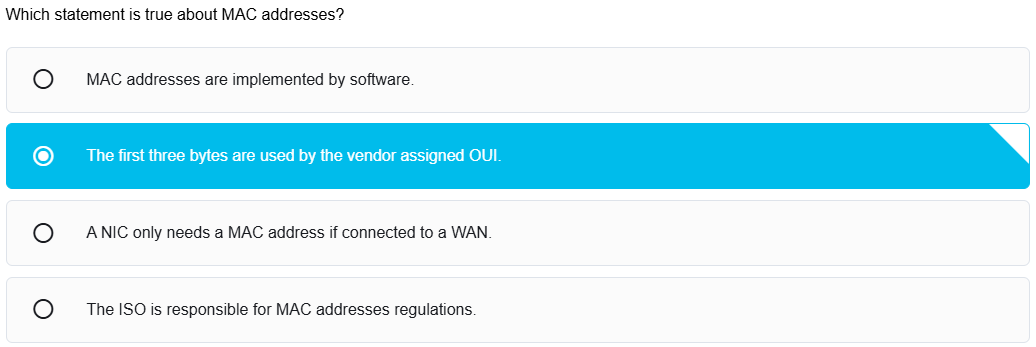 Which statement is true about MAC addresses?
MAC addresses are implemented by software.
The first three bytes are used by the vendor assigned OUI.
A NIC only needs a MAC address if connected to a WAN.
The ISO is responsible for MAC addresses regulations.